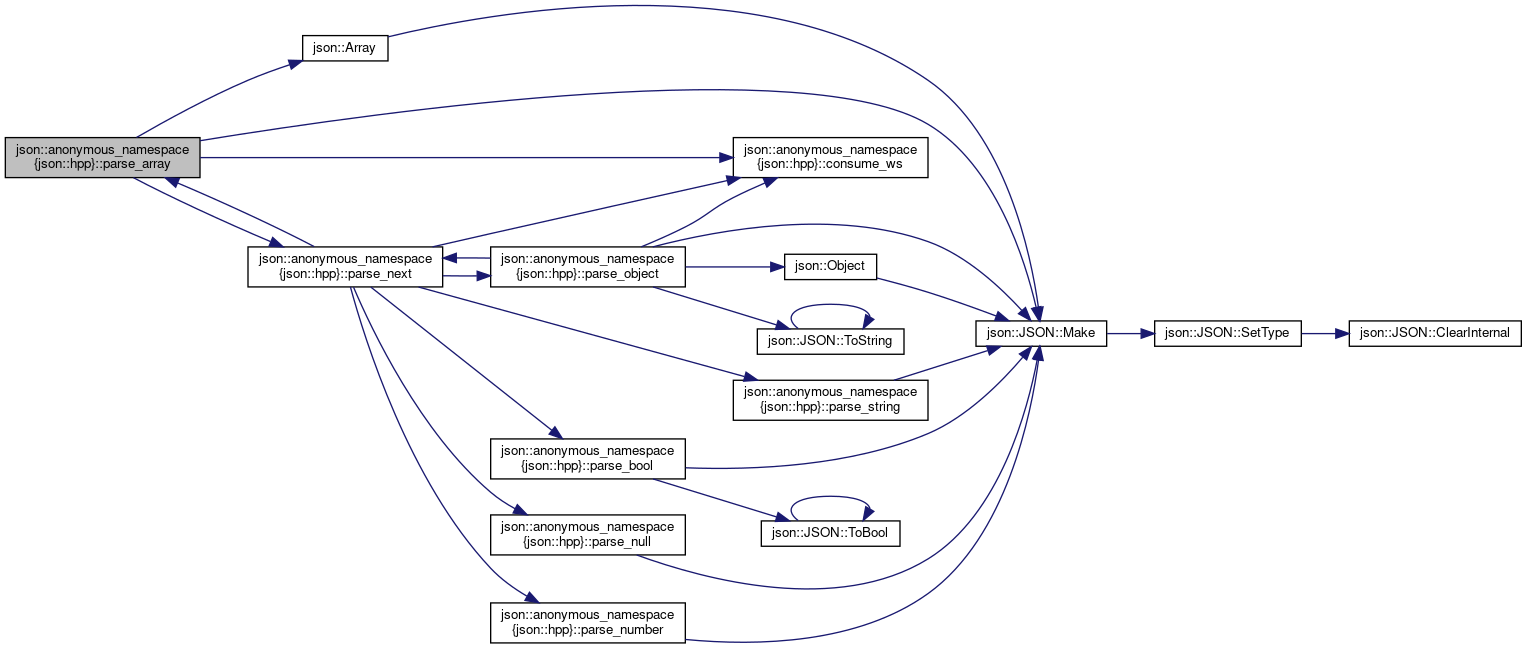 json::Array
json::anonymous_namespace
{json::hpp}::parse_array
json::anonymous_namespace
{json::hpp}::consume_ws
json::anonymous_namespace
{json::hpp}::parse_next
json::anonymous_namespace
{json::hpp}::parse_object
json::Object
json::JSON::ToString
json::JSON::Make
json::JSON::SetType
json::JSON::ClearInternal
json::anonymous_namespace
{json::hpp}::parse_string
json::anonymous_namespace
{json::hpp}::parse_bool
json::JSON::ToBool
json::anonymous_namespace
{json::hpp}::parse_null
json::anonymous_namespace
{json::hpp}::parse_number